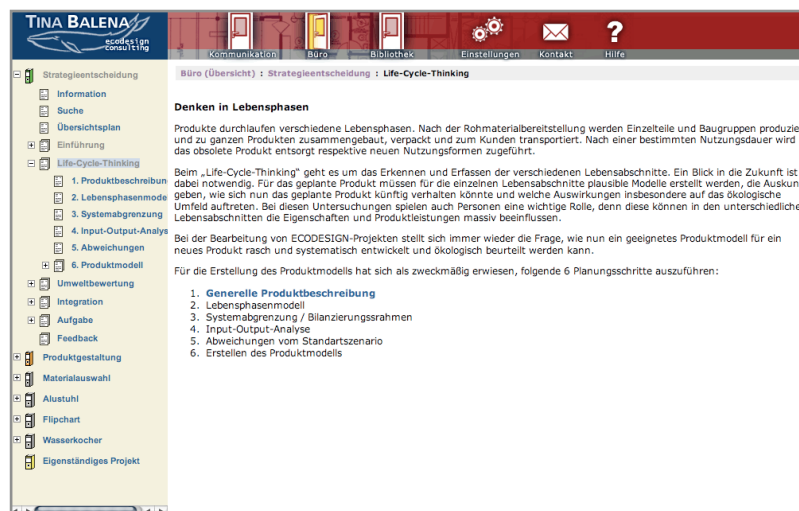 TINA BALENA
ecodesign
consulting
Kommunikation Büro Bibliothek Einstellungen Kontakt Hilfe
Strategieentscheidung
Information
Suche
Übersichtsplan
Einführung
Life-Cycle-Thinking
1. Produktbeschreibun
2. Lebensphasenmode
3. Systemabgrenzung
4. Input-Output-Analys
5. Abweichungen
6. Produktmodell
Umweltbewertung
Integration
Aufgabe
Feedback
Produktgestaltung
Materialauswahl
Alustuhl
Flipchart
Wasserkocher
Eigenständiges Projekt
Büro (Übersicht) : Strategieentscheidung : Life-Cycle-Thinking
Denken in Lebensphasen
Produkte durchlaufen verschiedene Lebensphasen. Nach der Rohmaterialbereitstellung werden Einzelteile und Baugruppen produzie
und zu ganzen Produkten zusammengebaut, verpackt und zum Kunden transportiert. Nach einer bestimmten Nutzungsdauer wird
das obsolete Produkt entsorgt respektive neuen Nutzungsformen zugeführt.
Beim „Life-Cycle-Thinking" geht es um das Erkennen und Erfassen der verschiedenen Lebensabschnitte. Ein Blick in die Zukunft ist
dabei notwendig. Für das geplante Produkt müssen für die einzelnen Lebensabschnitte plausible Modelle erstellt werden, die Auskun
geben, wie sich nun das geplante Produkt künftig verhalten könnte und welche Auswirkungen insbesondere auf das ökologische
Umfeld auftreten. Bei diesen Untersuchungen spielen auch Personen eine wichtige Rolle, denn diese können in den unterschiedliche
Lebensabschnitten die Eigenschaften und Produktleistungen massiv beeinflussen.
Bei der Bearbeitung von ECODESIGN-Projekten stellt sich immer wieder die Frage, wie nun ein geeignetes Produktmodell für ein
neues Produkt rasch und systematisch entwickelt und ökologisch beurteilt werden kann.
Für die Erstellung des Produktmodells hat sich als zweckmäßig erwiesen, folgende 6 Planungsschritte auszuführen:
1. Generelle Produktbeschreibung
2. Lebensphasenmodell
3. Systemabgrenzung / Bilanzierungsrahmen
4. Input-Output-Analyse
5. Abweichungen vom Standartszenario
6. Erstellen des Produktmodells